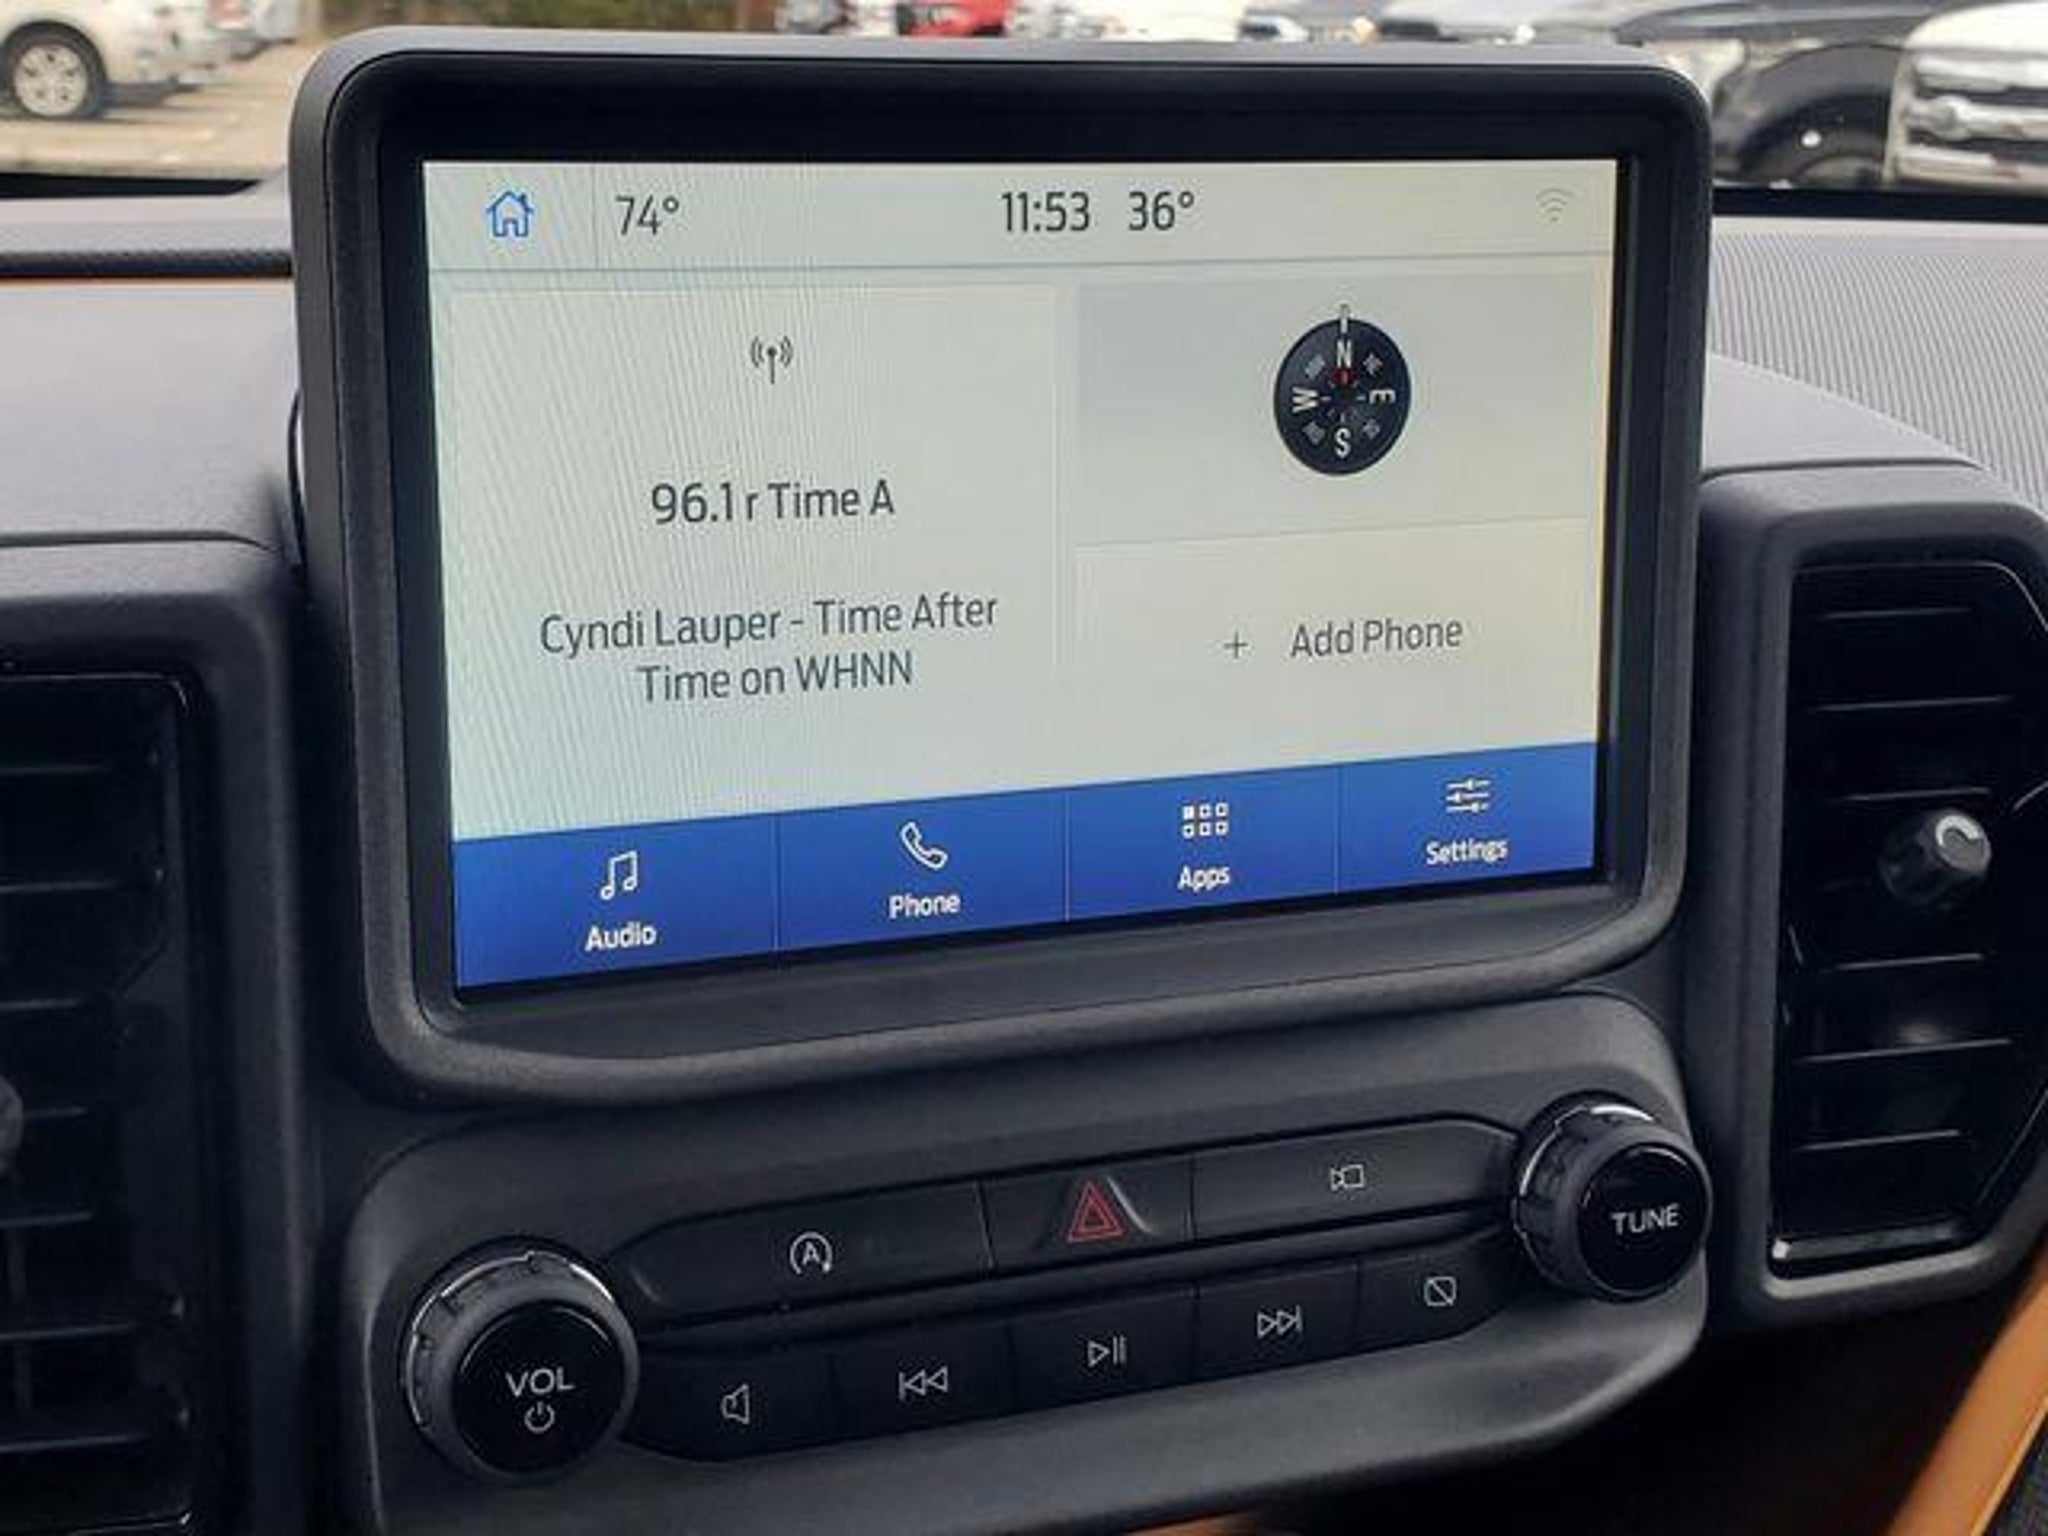 74°
11:53 36°
N
W E
S
96.1 r Time A
Cyndi Lauper - Time After
Time on WHNN
+ Add Phone
Audio
Phone
Apps
Settings
A
TUNE
VOL